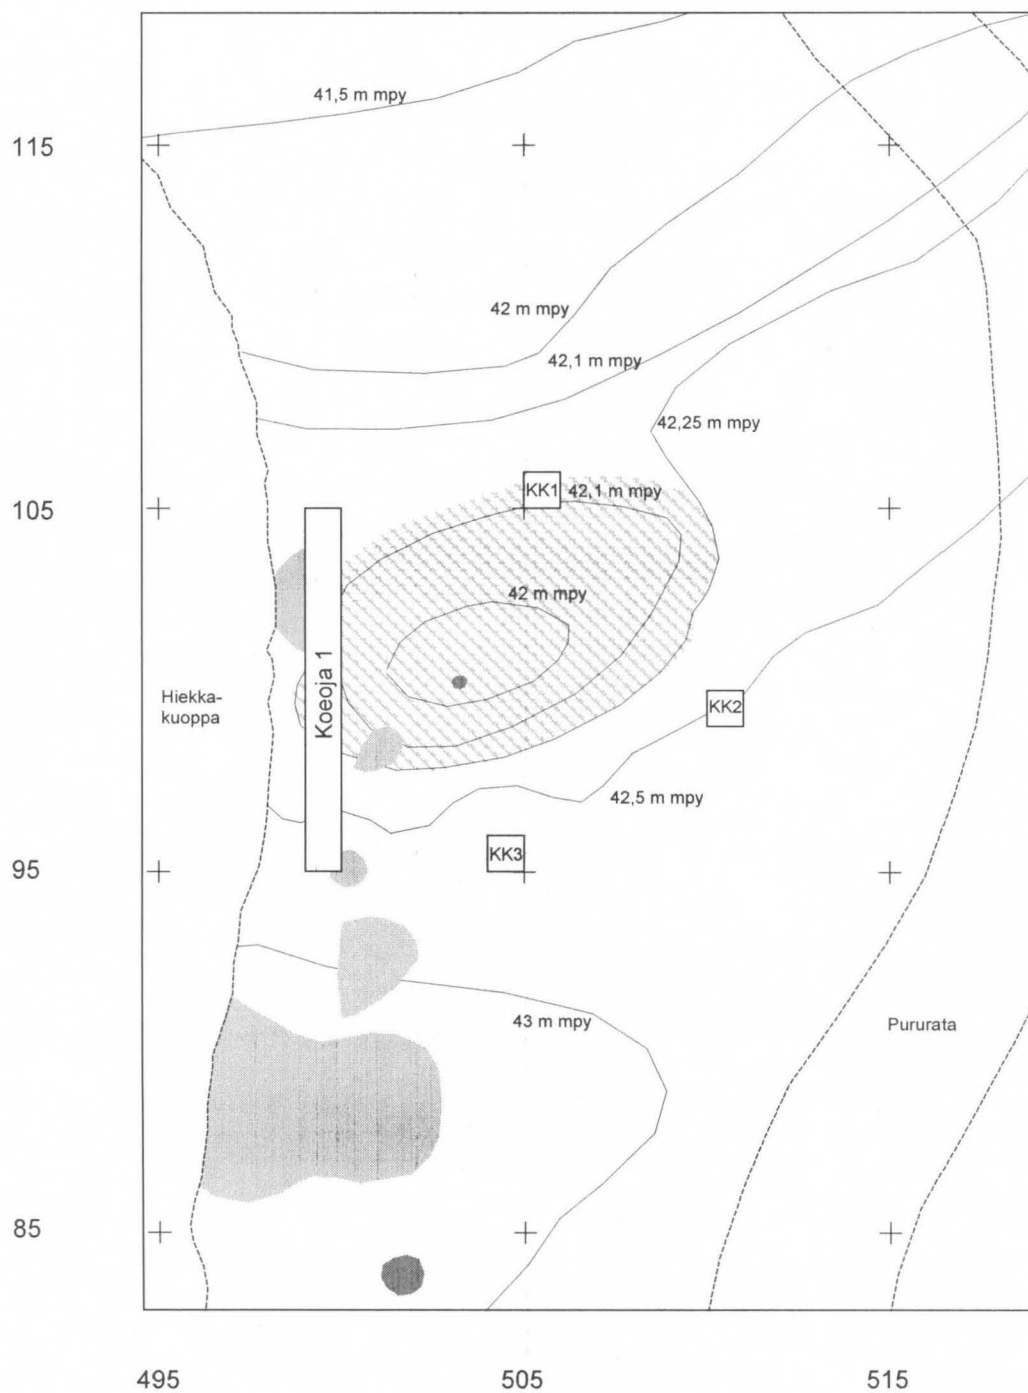 41,5 m mpy
115
42 m mpy
42,1 m mpy
42,25 m mpy
KK1
42,1 m mpy
105
42 m mpy
Koeoja 1
Hiekka-
kuoppa
KK2
42,5 m mpy
KK3
95
43 m mpy
Pururata
85
495
505
515